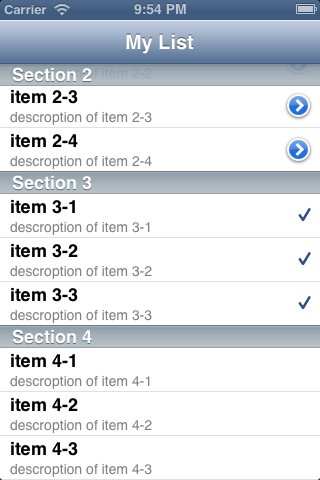 Carrier 9:54 PM
My List
Section 2
item 2-3
descroption of item 2-3
item 2-4
descroption of item 2-4
Section 3
item 3-1
descroption of item 3-1
item 3-2
descroption of item 3-2
item 3-3
descroption of item 3-3
Section 4
item 4-1
descroption of item 4-1
item 4-2
descroption of item 4-2
item 4-3
descroption of item 4-3